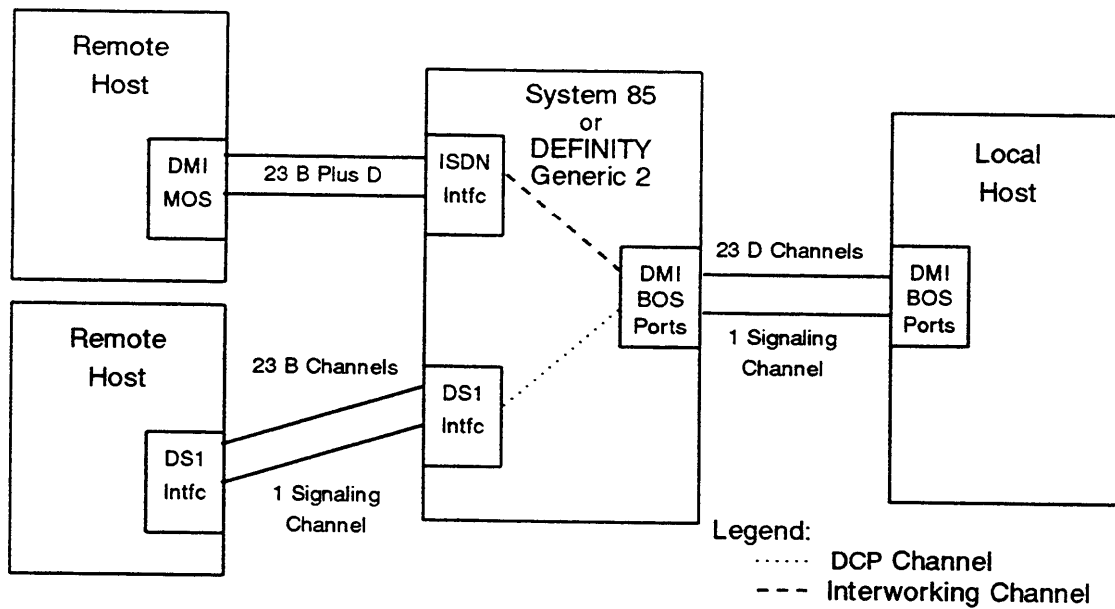 Remote
Host
DMI
MOS
23 B Plus D
ISDN
Intfc
System 85
or
DEFINITY
Generic 2
DMI
BOS
Ports
23 D Channels
1 Signaling
Channel
Local
Host
DMI
BOS
Ports
Remote
Host
DS1
Intfc
23 B Channels
1 Signaling
Channel
DS1
Intfc
Legend:
DCP Channel
Interworking Channel